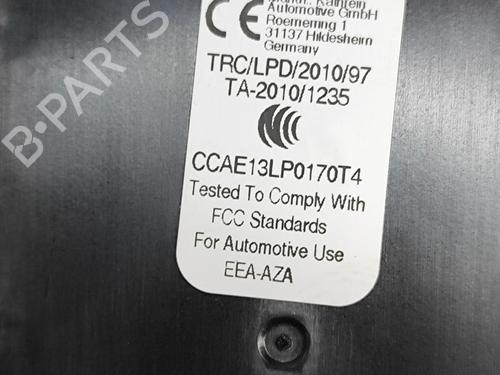 CE
Kathrein
Automotive GmbH
Roemerring 1
31137 Hildesheim
Germany
TRC/LPD/2010/97
TA-2010/1235
CCAE13LP0170T4
Tested To Comply With
FCC Standards
For Automotive Use
EEA-AZA
B-PARTS